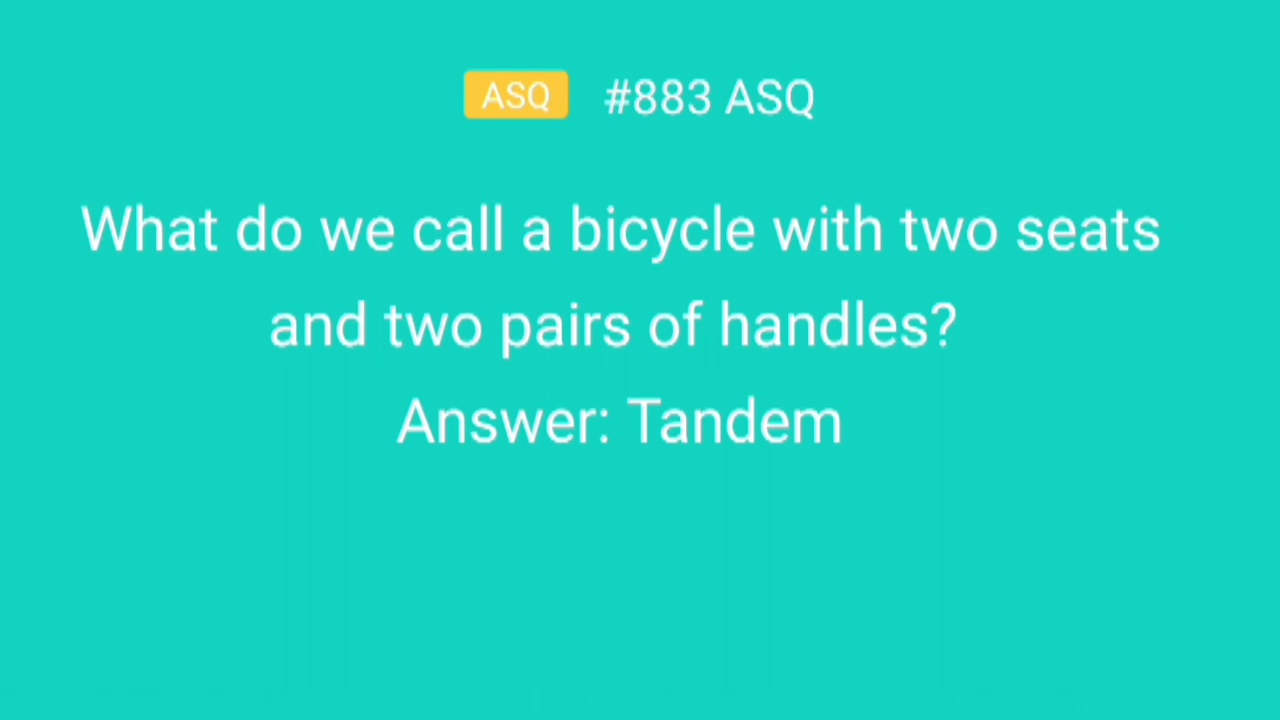 ASQ #883 ASQ
What do we call a bicycle with two seats
and two pairs of handles?
Answer: Tandem